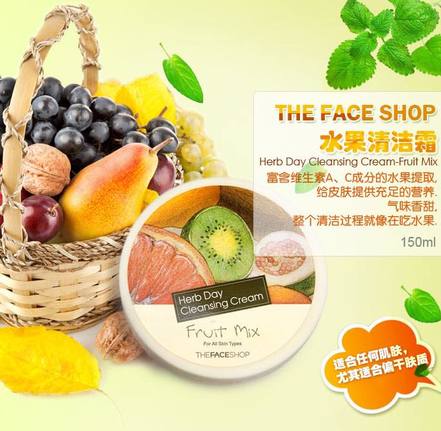 THE FACE SHOP
水果清洁霜
Herb Day Cleansing Cream-Fruit Mix
富含维生素A、C成分的水果提取,
给皮肤提供充足的营养.
气味香甜.
整个清洁过程就像在吃水果.
150ml
Herb Day
Cleansing Cream
Fruit Mix
For All Skin Types
THEFACESHOP
适合任何肌肤,
尤其适合偏干肤质